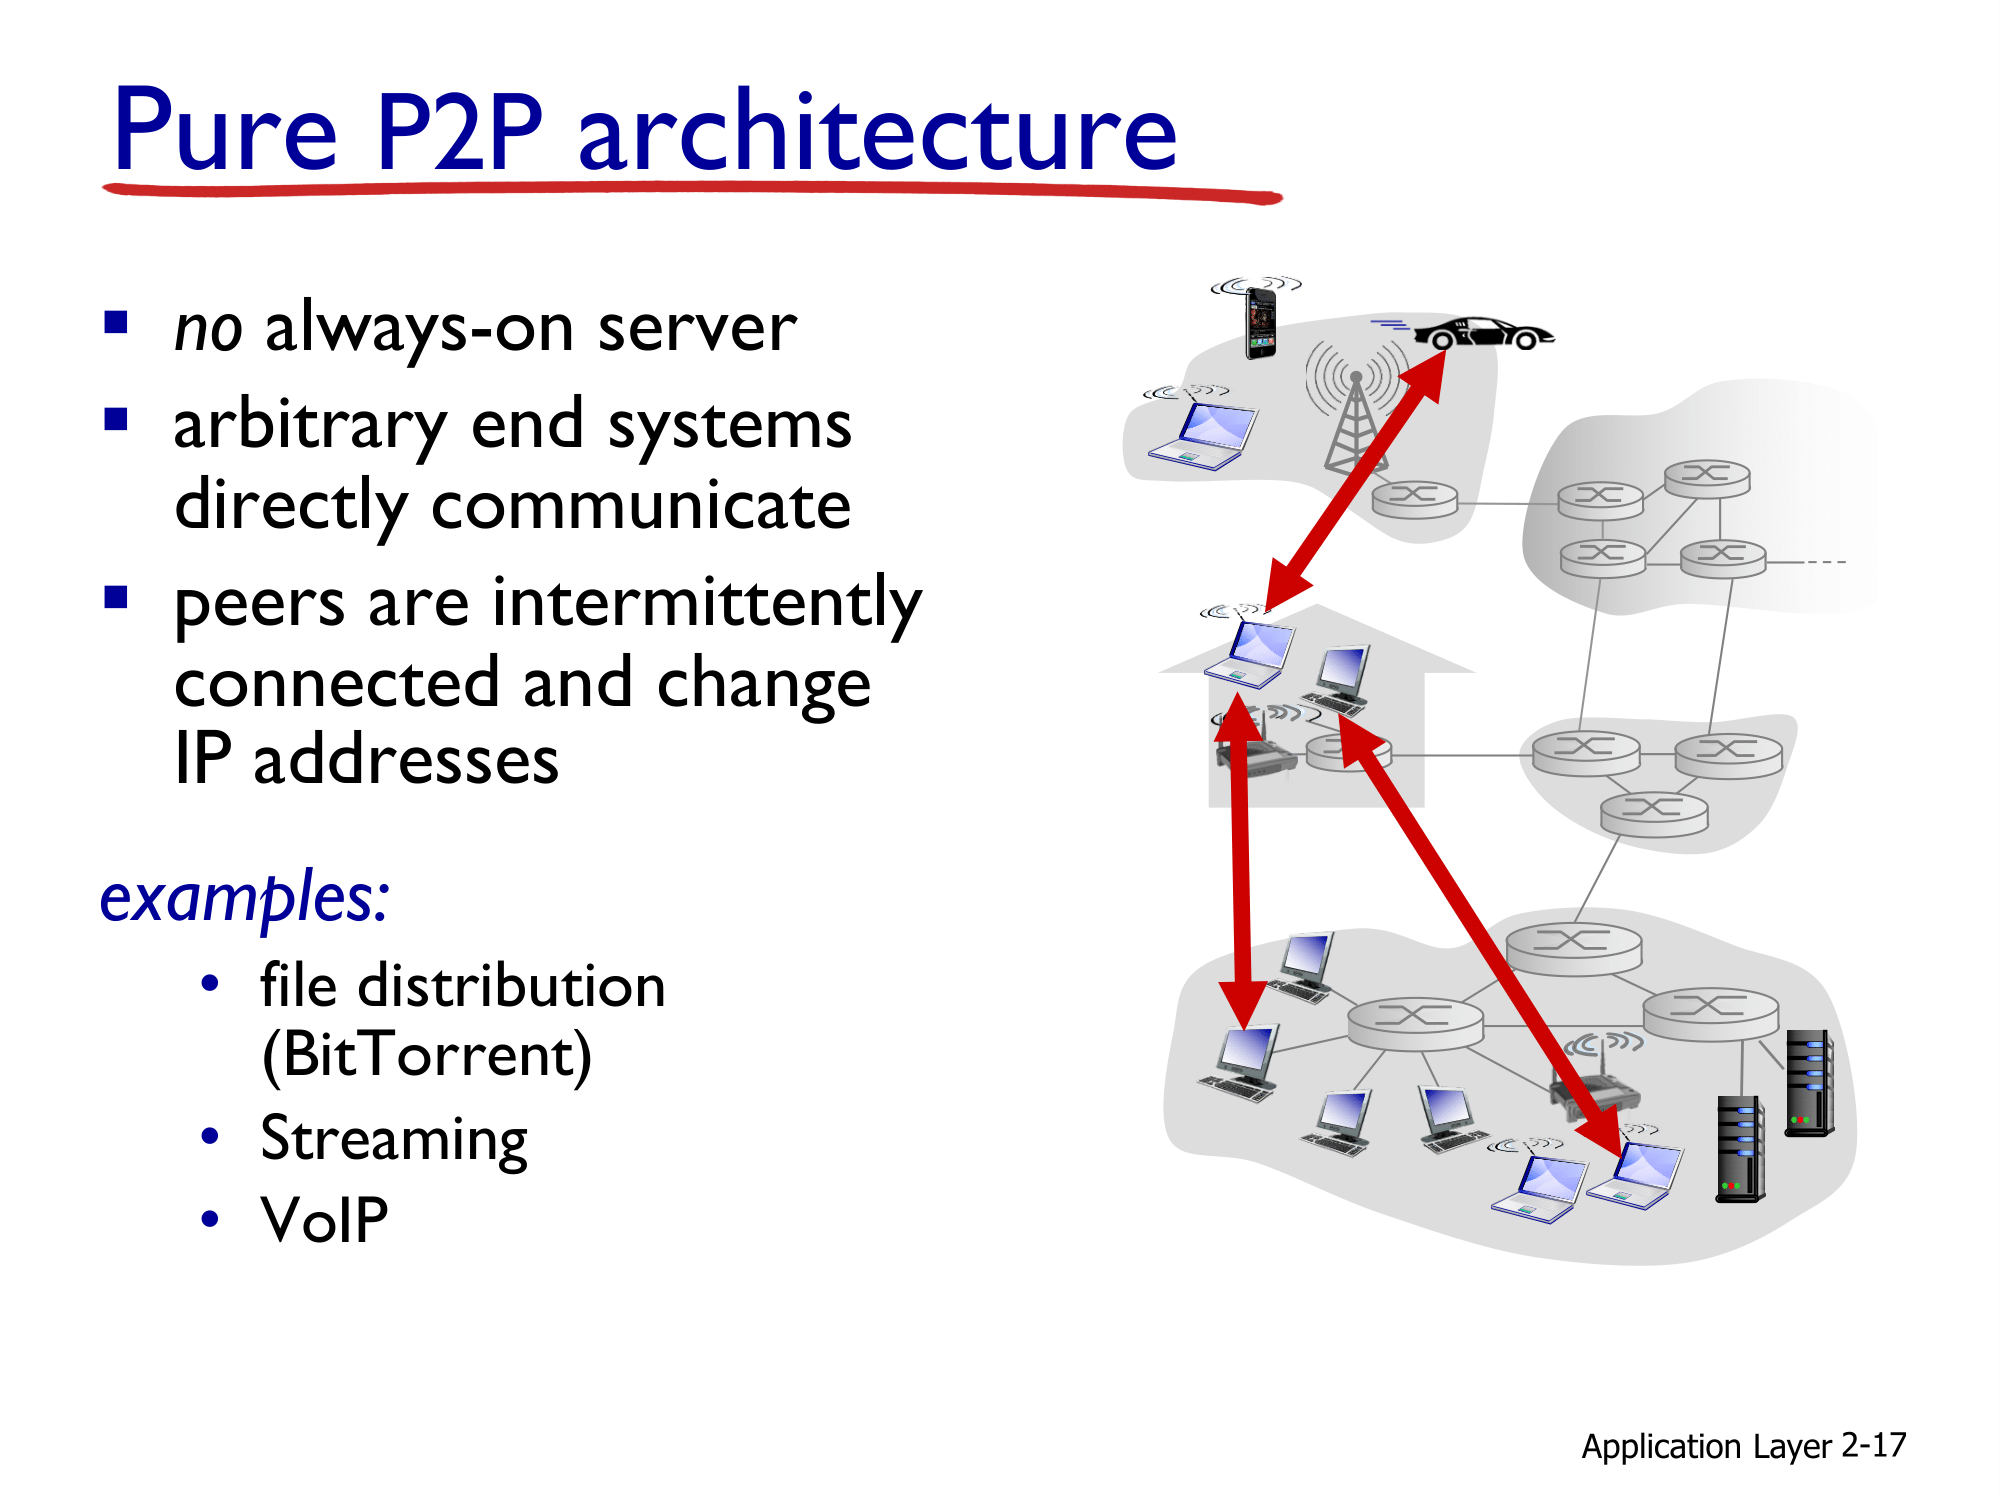 Pure P2P architecture
no always-on server
arbitrary end systems
directly communicate
peers are intermittently
connected and change
IP addresses
examples:
file distribution
(BitTorrent)
Streaming
VoIP
Application Layer 2-17